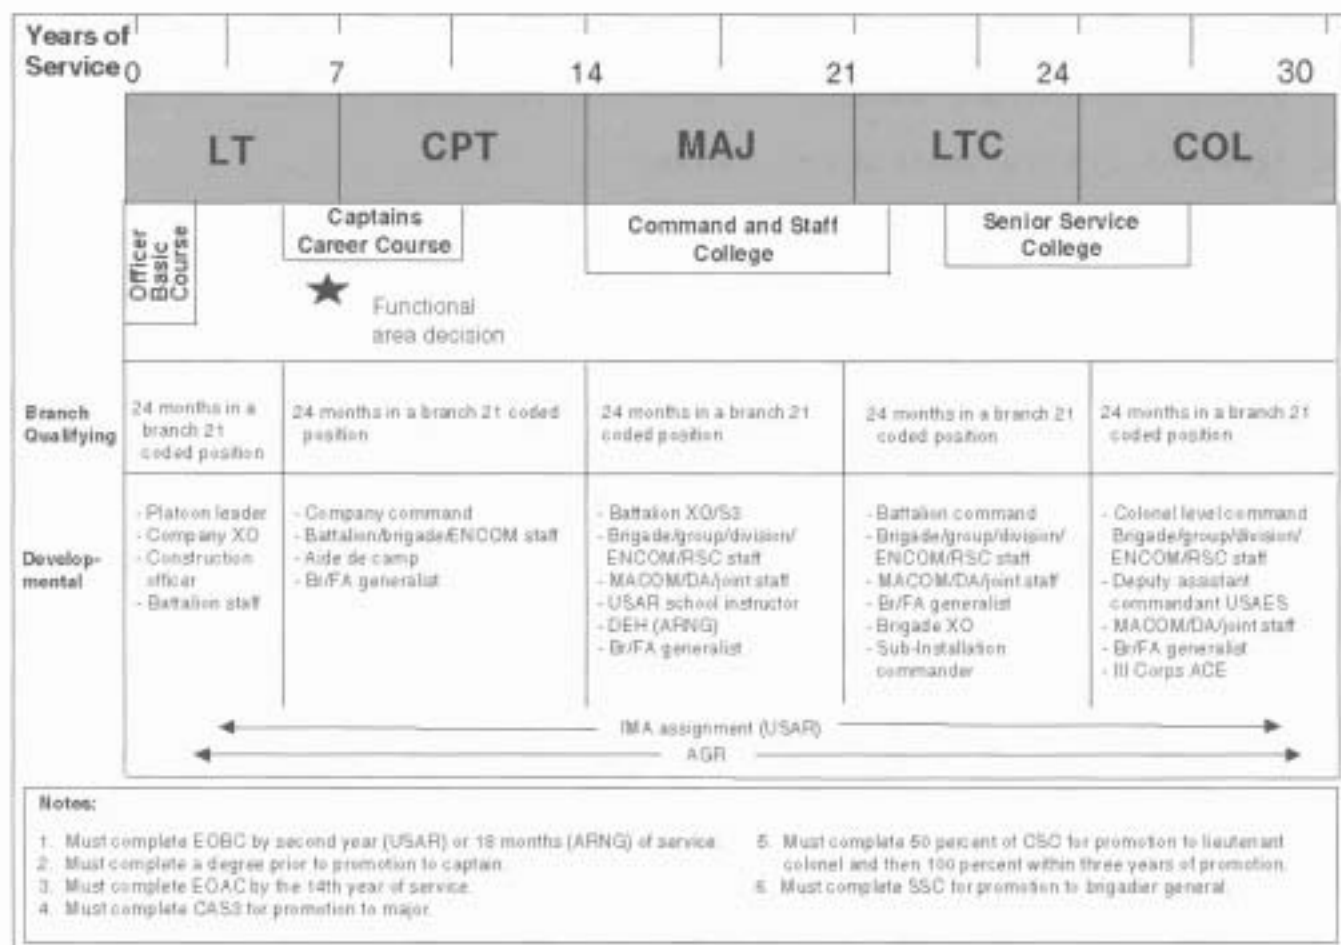 Years of
Service 0 7 14 21 24 30
LT CPT MAJ LTC COL
Officer
Basic
Course
Captains
Career Course
Command and Staff
College
Senior Service
College
Functional
area decision
Branch
Qualifying
24 months in a
branch 21
coded position
24 months in a branch 21 coded
position
24 months in a branch 21
coded position
24 months in a branch 21
coded position
24 months in a branch 21
coded position
Develop-
mental
- Platoon leader
- Company XO
- Construction
officer
- Battalion staff
- Company command
- Battalion/brigade/ENCOM staff
- Aide de camp
- Br/FA generalist
- Battalion XO/S3
- Brigade/group/division/
ENCOM/RSC staff
- MACOM/DA/joint staff
- USAR school instructor
- DEH (ARNG)
- Br/FA generalist
- Battalion command
- Brigade/group/division/
ENCOM/RSC staff
- MACOM/DA/joint staff
- Br/FA generalist
- Brigade XO
- Sub-Installation
commander
- Colonel level command
Brigade/group/division/
ENCOM/RSC staff
- Deputy assistant
commandant USAES
- MACOM/DA/joint staff
- Br/FA generalist
- III Corps ACE
IMA assignment (USAR)
AGR
Notes:
1. Must complete EOBC by second year (USAR) or 18 months (ARNG) of service.
2. Must complete a degree prior to promotion to captain.
3. Must complete EOAC by the 14th year of service.
4. Must complete CAS3 for promotion to major.
5. Must complete 50 percent of CSC for promotion to lieutenant
colonel and then 100 percent within three years of promotion.
6. Must complete SSC for promotion to brigadier general.